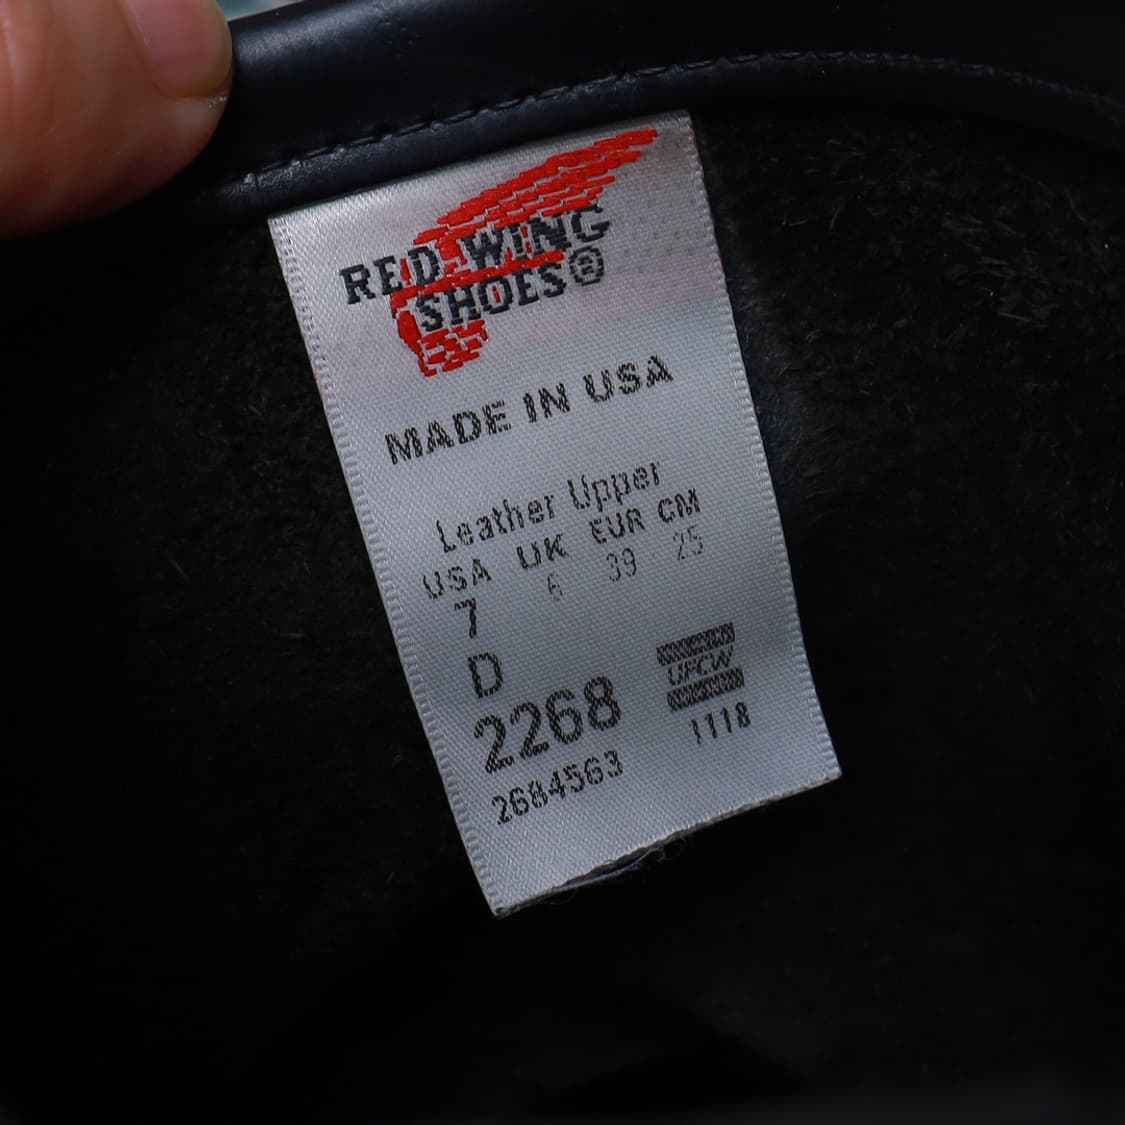 RED WING
SHOES®
MADE IN USA
Leather Upper
USA UK EUR CM
7 6 39 25
D
2268
2684563
UFCW
1118